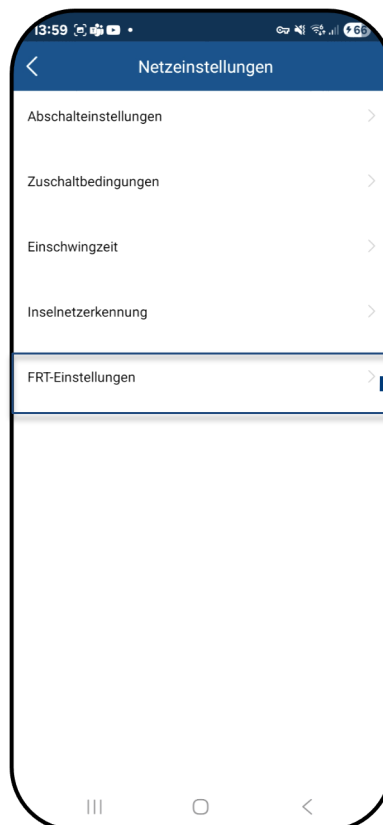 13:59 66
Netzeinstellungen
Abschalteinstellungen
Zuschaltbedingungen
Einschwingzeit
Inselnetzerkennung
FRT-Einstellungen